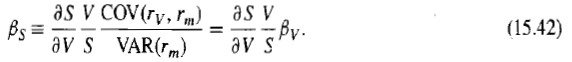 β_S ≡ ∂S/∂V V/S COV(r_V, r_m)/VAR(r_m) = ∂S/∂V V/S β_V. (15.42)